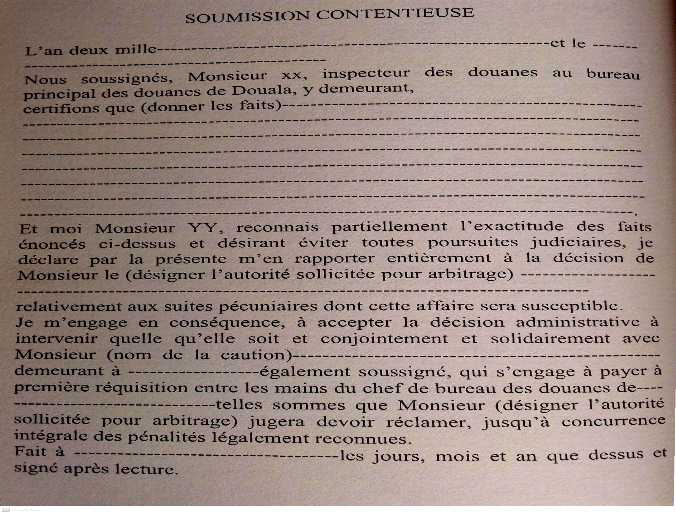 SOUMISSION CONTENTIEUSE
L'an deux mille-----------------------------------------------------et le -------
-----------------------------------------
Nous soussignés, Monsieur xx, inspecteur des douanes au bureau
principal des douanes de Douala, y demeurant,
certifions que (donner les faits)-------------------------------------------------
-----------------------------------------------------------------------------------
-----------------------------------------------------------------------------------
-----------------------------------------------------------------------------------
-----------------------------------------------------------------------------------
-----------------------------------------------------------------------------------
-----------------------------------------------------------------------------------
-----------------------------------------------------------------------------------.
Et moi Monsieur YY, reconnais partiellement l'exactitude des faits
énoncés ci-dessus et désirant éviter toutes poursuites judiciaires, je
déclare par la présente m'en rapporter entièrement à la décision de
Monsieur le (désigner l'autorité sollicitée pour arbitrage) ------------------
-----------------------------------------------------------------------------
relativement aux suites pécuniaires dont cette affaire sera susceptible.
Je m'engage en conséquence, à accepter la décision administrative à
intervenir quelle qu'elle soit et conjointement et solidairement avec
Monsieur (nom de la caution)--------------------------------------------------
demeurant à ------------------également soussigné, qui s'engage à payer à
première réquisition entre les mains du chef de bureau des douanes de----
---------------------------telles sommes que Monsieur (désigner l'autorité
sollicitée pour arbitrage) jugera devoir réclamer, jusqu'à concurrence
intégrale des pénalités légalement reconnues.
Fait à ------------------------------------les jours, mois et an que dessus et
signé après lecture.